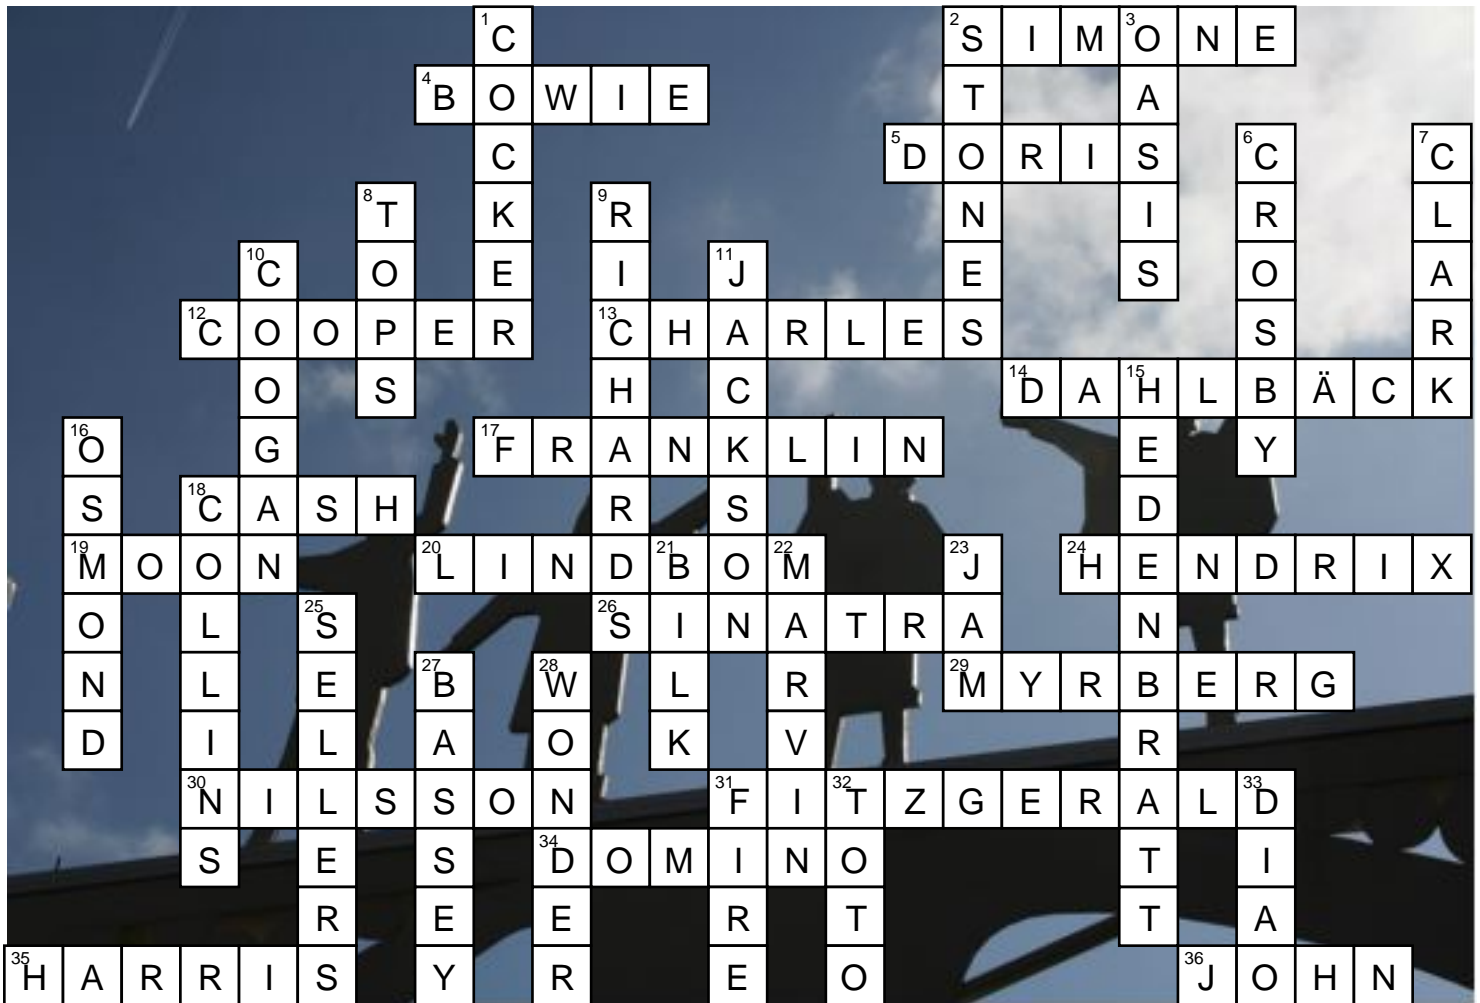 1 C 2 S I M 3 O N E
4 B O W I E T A
C 5 D O R I S 6 C 7 C
8 T K 9 R N I R L
10 C O E I 11 J E S O A
12 C O O P E R 13 C H A R L E S S R
O S H C 14 D A 15 H L B Ä C K
16 O G 17 F R A N K L I N E Y
S 18 C A S H R S D
19 M O O N 20 L I N D 21 B O 22 M 23 J 24 H E N D R I X
O L 25 S 26 S I N A T R A N
N L E 27 B 28 W L R 29 M Y R B E R G
D I L A O K V R
30 N I L S S O N 31 F I 32 T Z G E R A L 33 D
S E S 34 D O M I N O T I
R E E R T T A
35 H A R R I S Y R E O 36 J O H N